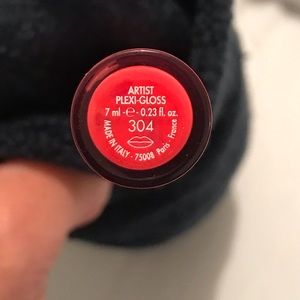 ARTIST
PLEXI-GLOSS
7 ml -℮- 0.23 fl. oz.
304
MADE IN ITALY - 75008 Paris - France